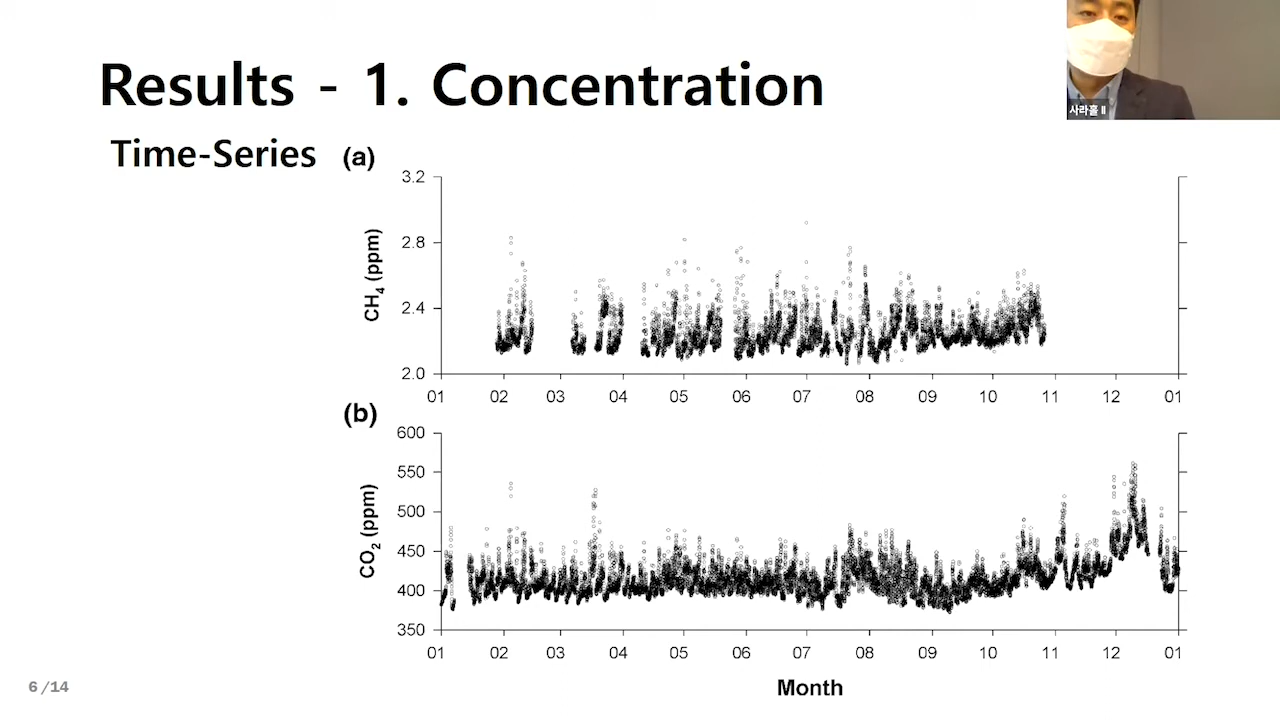 Results - 1. Concentration
사라홀 II
Time-Series
(a)
CH4 (ppm)
3.2
2.8
2.4
2.0
01 02 03 04 05 06 07 08 09 10 11 12 01
(b)
CO2 (ppm)
600
550
500
450
400
350
01 02 03 04 05 06 07 08 09 10 11 12 01
Month
6 /14